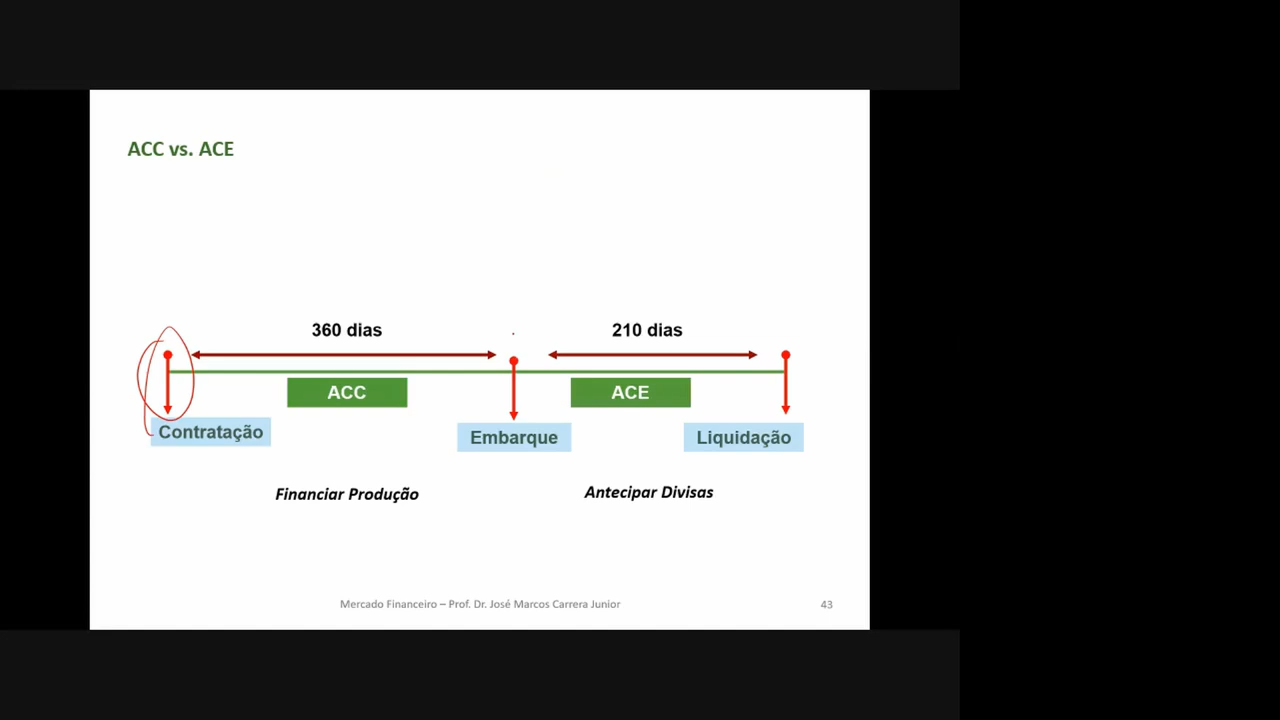 ACC vs. ACE
360 dias
210 dias
ACC
ACE
Contratação
Embarque
Liquidação
Financiar Produção
Antecipar Divisas
Mercado Financeiro – Prof. Dr. José Marcos Carrera Junior
43